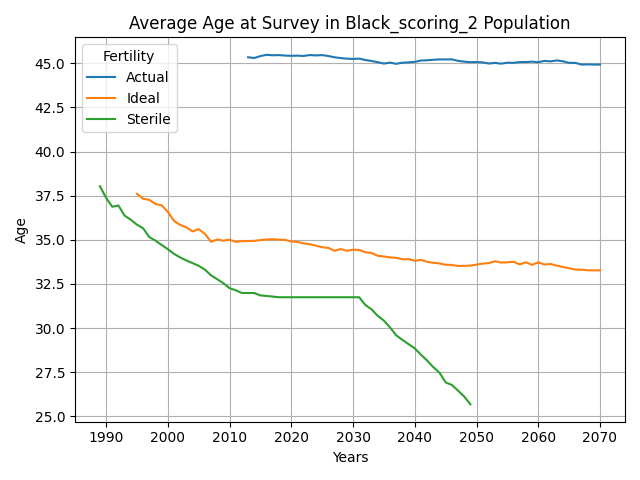 Average Age at Survey in Black_scoring_2 Population
Fertility
Actual
Ideal
Sterile
45.0
42.5
40.0
37.5
35.0
32.5
30.0
27.5
25.0
Age
1990 2000 2010 2020 2030 2040 2050 2060 2070
Years